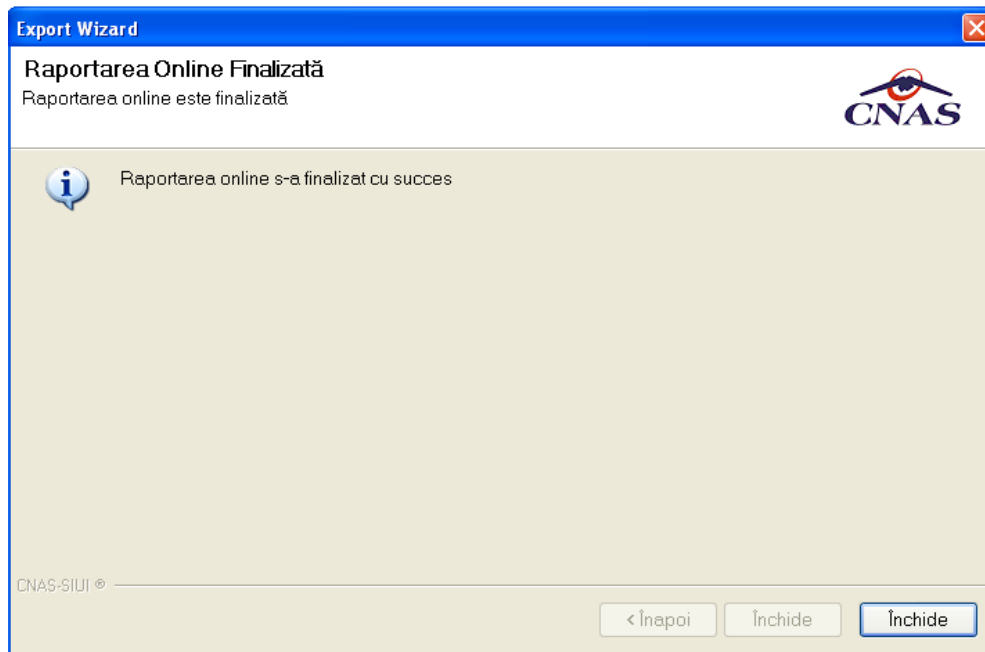 Export Wizard
Raportarea Online Finalizată
Raportarea online este finalizată
CNAS
Raportarea online s-a finalizat cu succes
CNAS-SIUI ®
< Înapoi
Închide
Închide